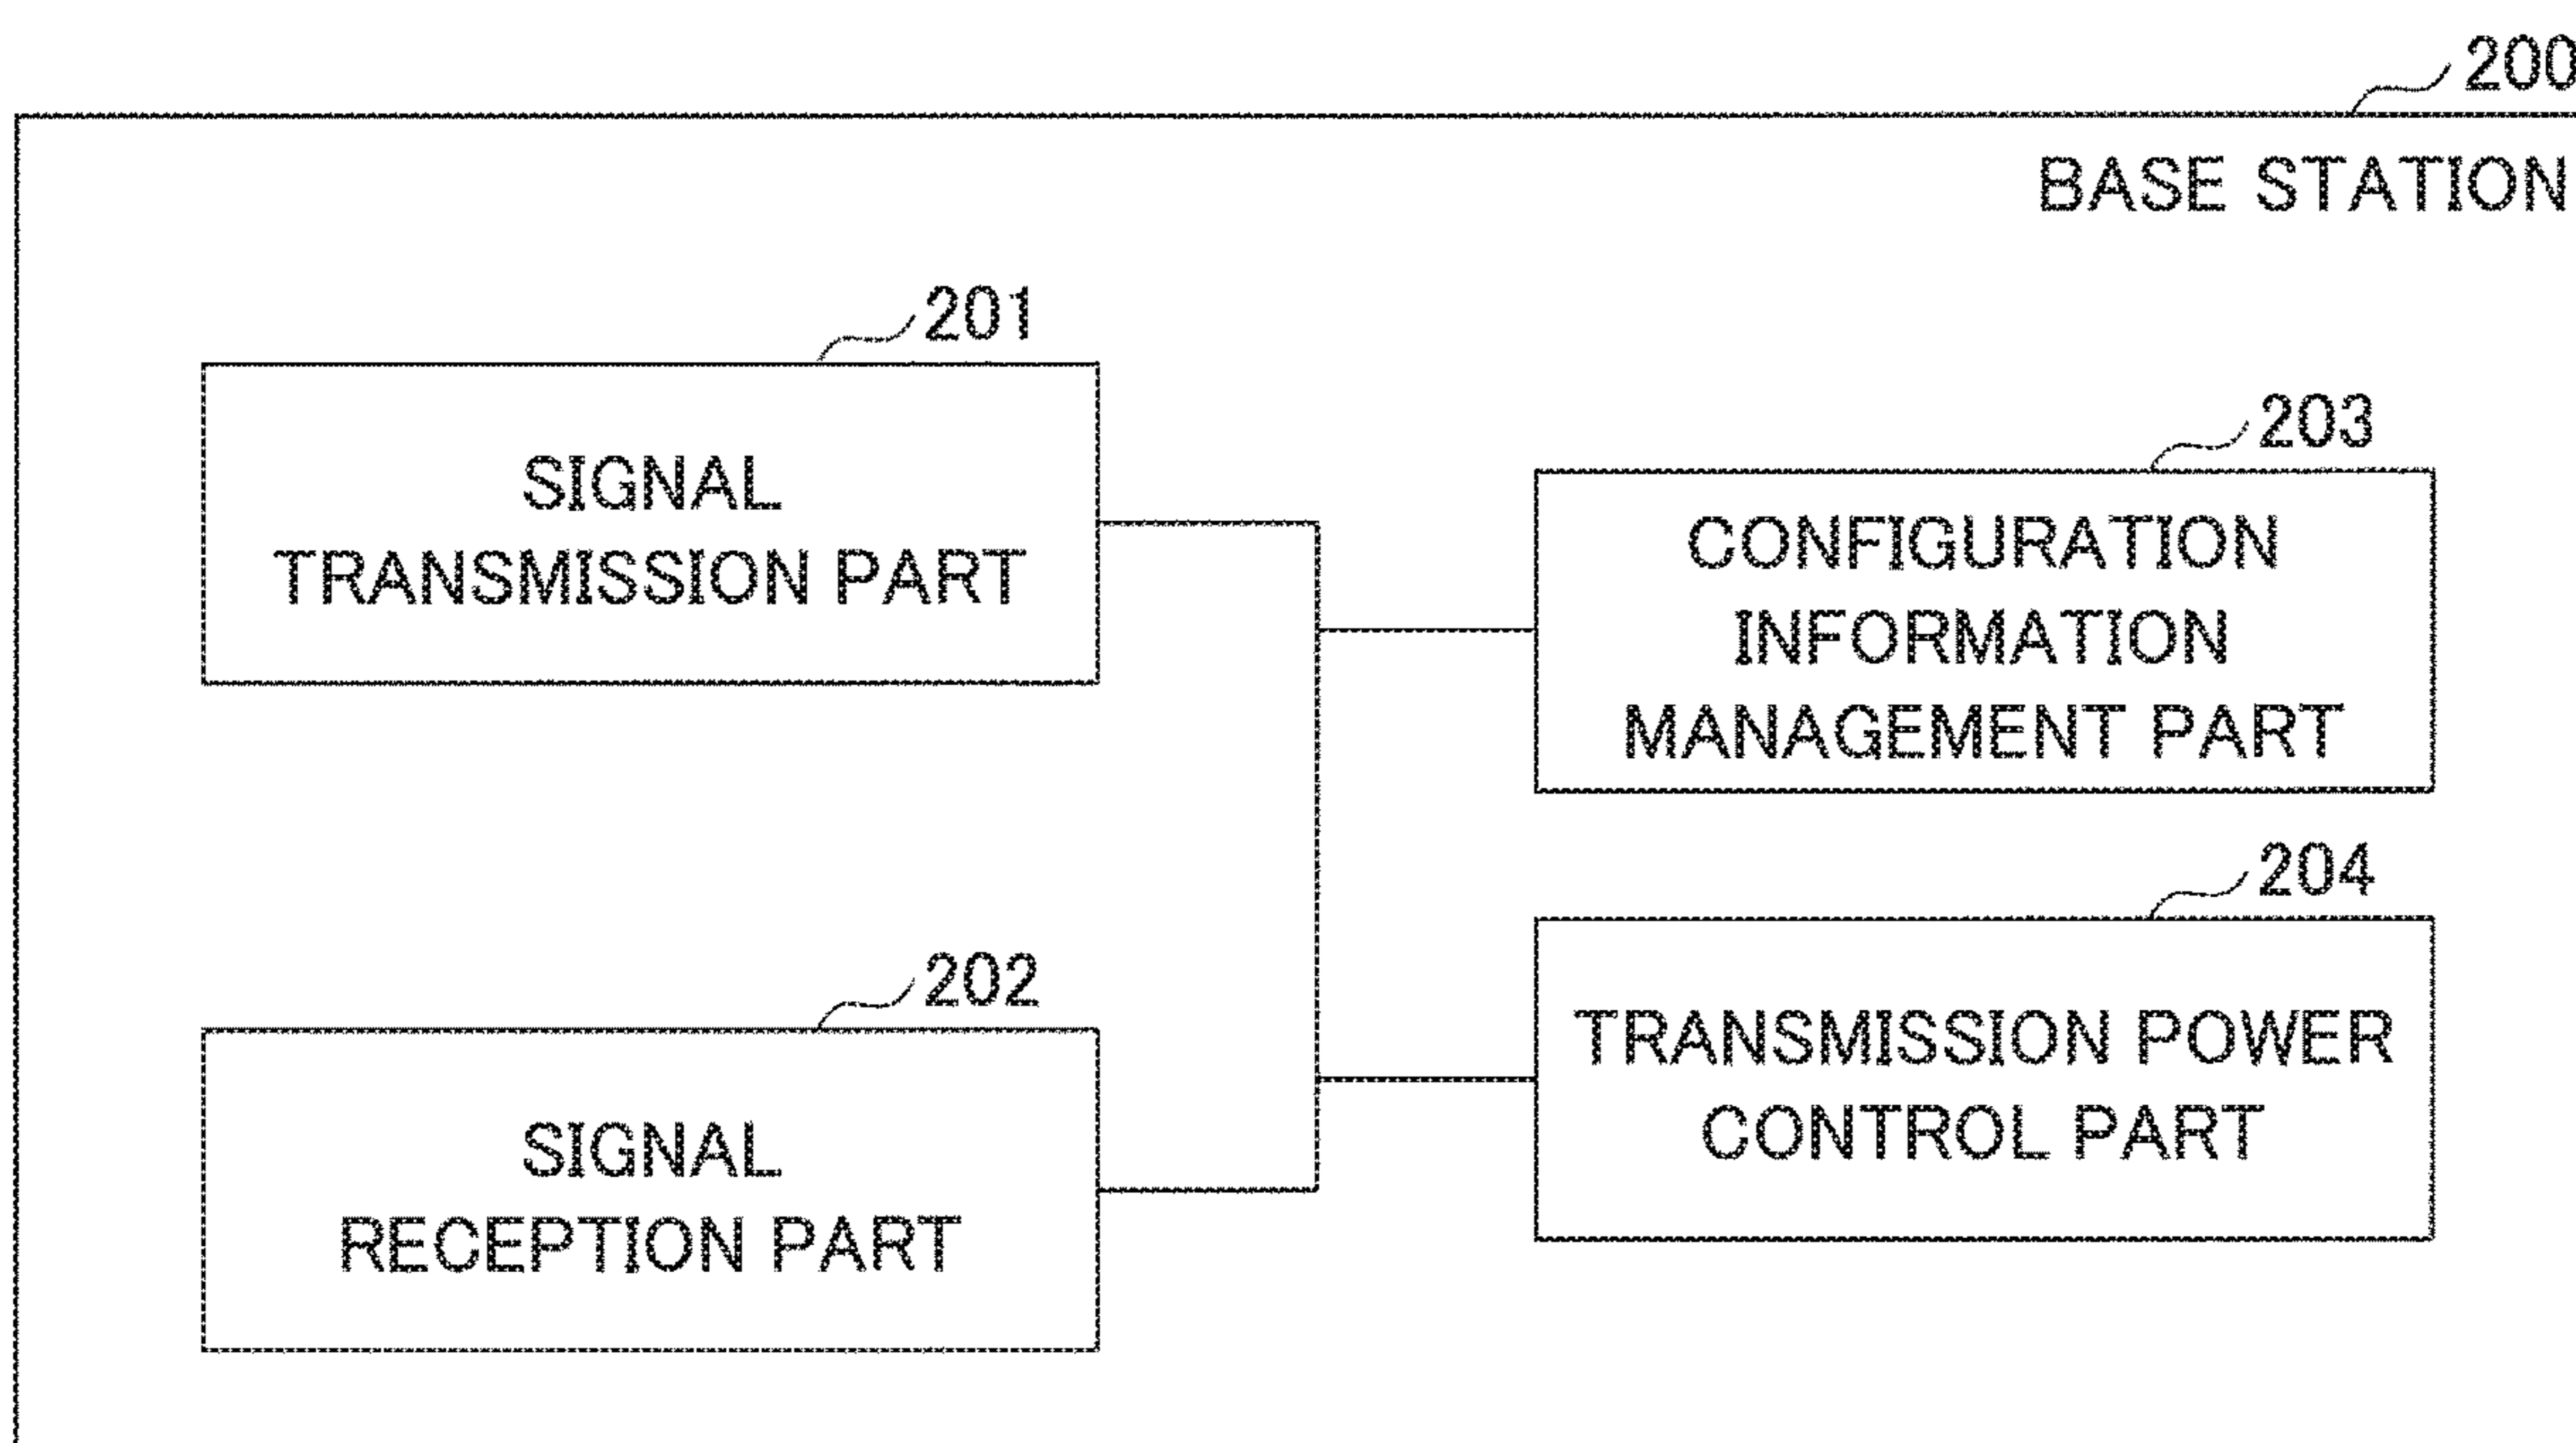 200
BASE STATION
201
SIGNAL
TRANSMISSION PART
203
CONFIGURATION
INFORMATION
MANAGEMENT PART
202
SIGNAL
RECEPTION PART
204
TRANSMISSION POWER
CONTROL PART